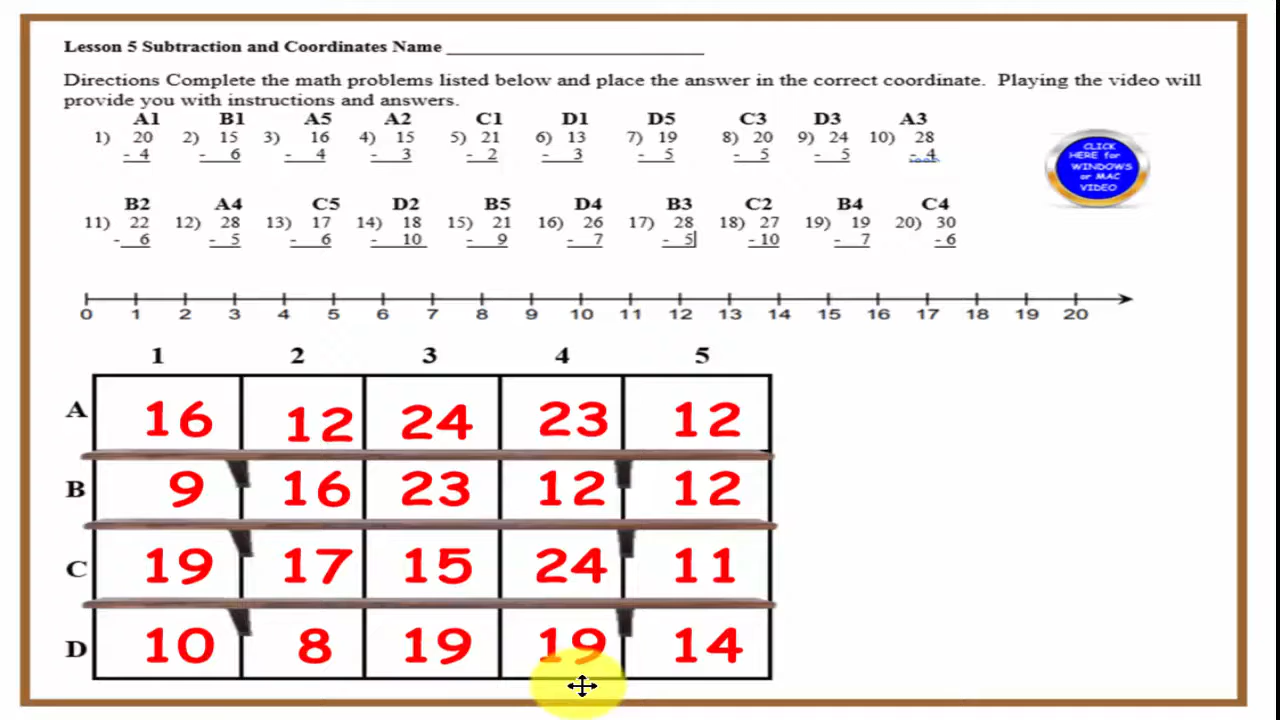 Lesson 5 Subtraction and Coordinates Name ____________________
Directions Complete the math problems listed below and place the answer in the correct coordinate. Playing the video will
provide you with instructions and answers.
A1 B1 A5 A2 C1 D1 D5 C3 D3 A3
1) 20 2) 15 3) 16 4) 15 5) 21 6) 13 7) 19 8) 20 9) 24 10) 28
- 4 - 6 - 4 - 3 - 2 - 3 - 5 - 5 - 5 - 4
CLICK
HERE for
WINDOWS
or MAC
VIDEO
B2 A4 C5 D2 B5 D4 B3 C2 B4 C4
11) 22 12) 28 13) 17 14) 18 15) 21 16) 26 17) 28 18) 27 19) 19 20) 30
- 6 - 5 - 6 - 10 - 9 - 7 - 5 - 10 - 7 - 6
0 1 2 3 4 5 6 7 8 9 10 11 12 13 14 15 16 17 18 19 20
1 2 3 4 5
A 16 12 24 23 12
B 9 16 23 12 12
C 19 17 15 24 11
D 10 8 19 19 14